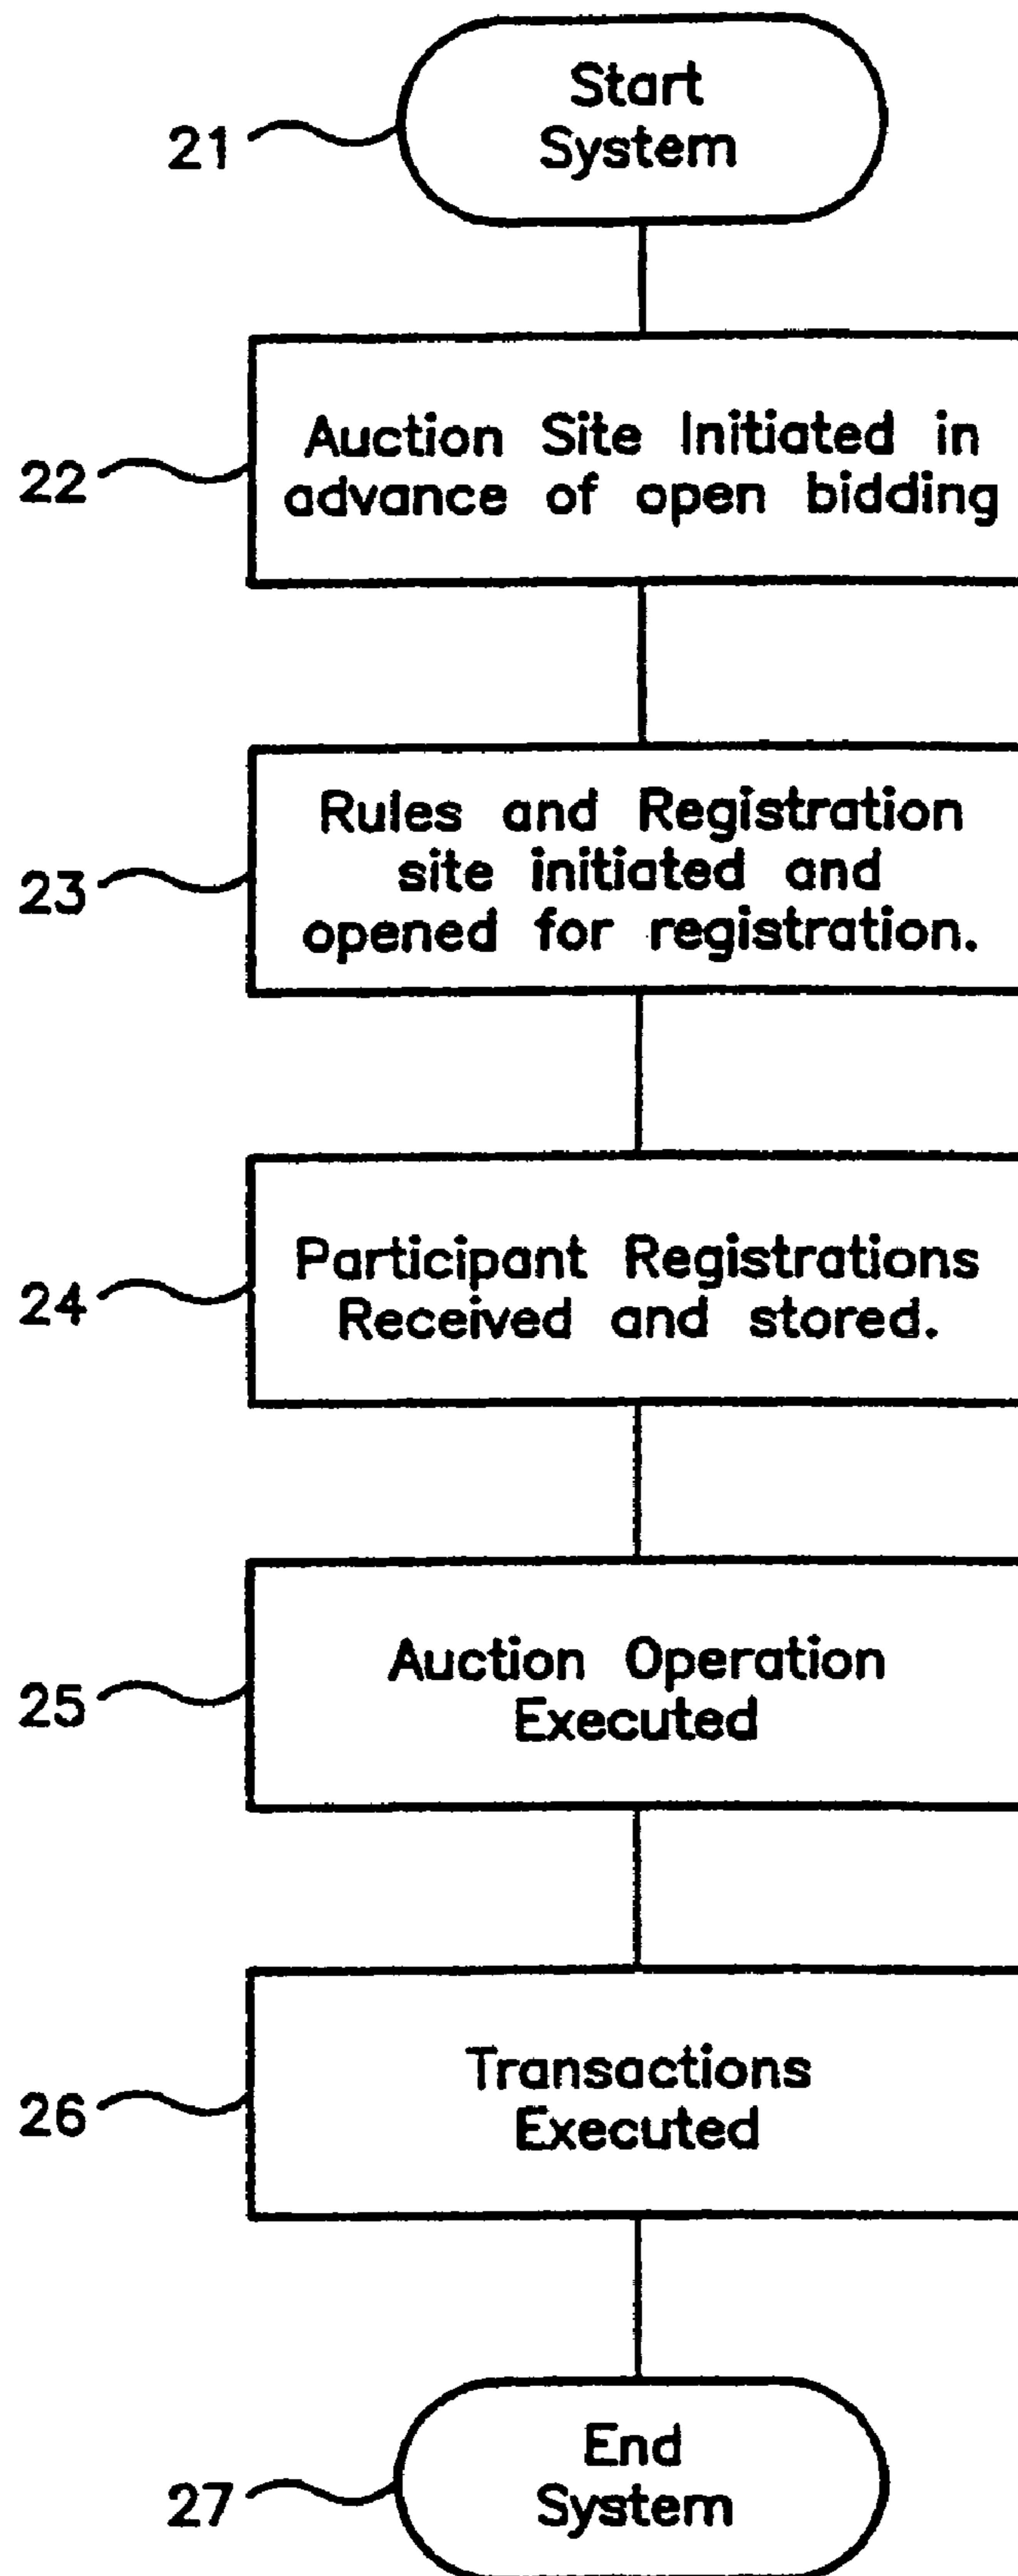 Start
System
21
Auction Site Initiated in
advance of open bidding
22
Rules and Registration
site initiated and
opened for registration.
23
Participant Registrations
Received and stored.
24
Auction Operation
Executed
25
Transactions
Executed
26
End
System
27